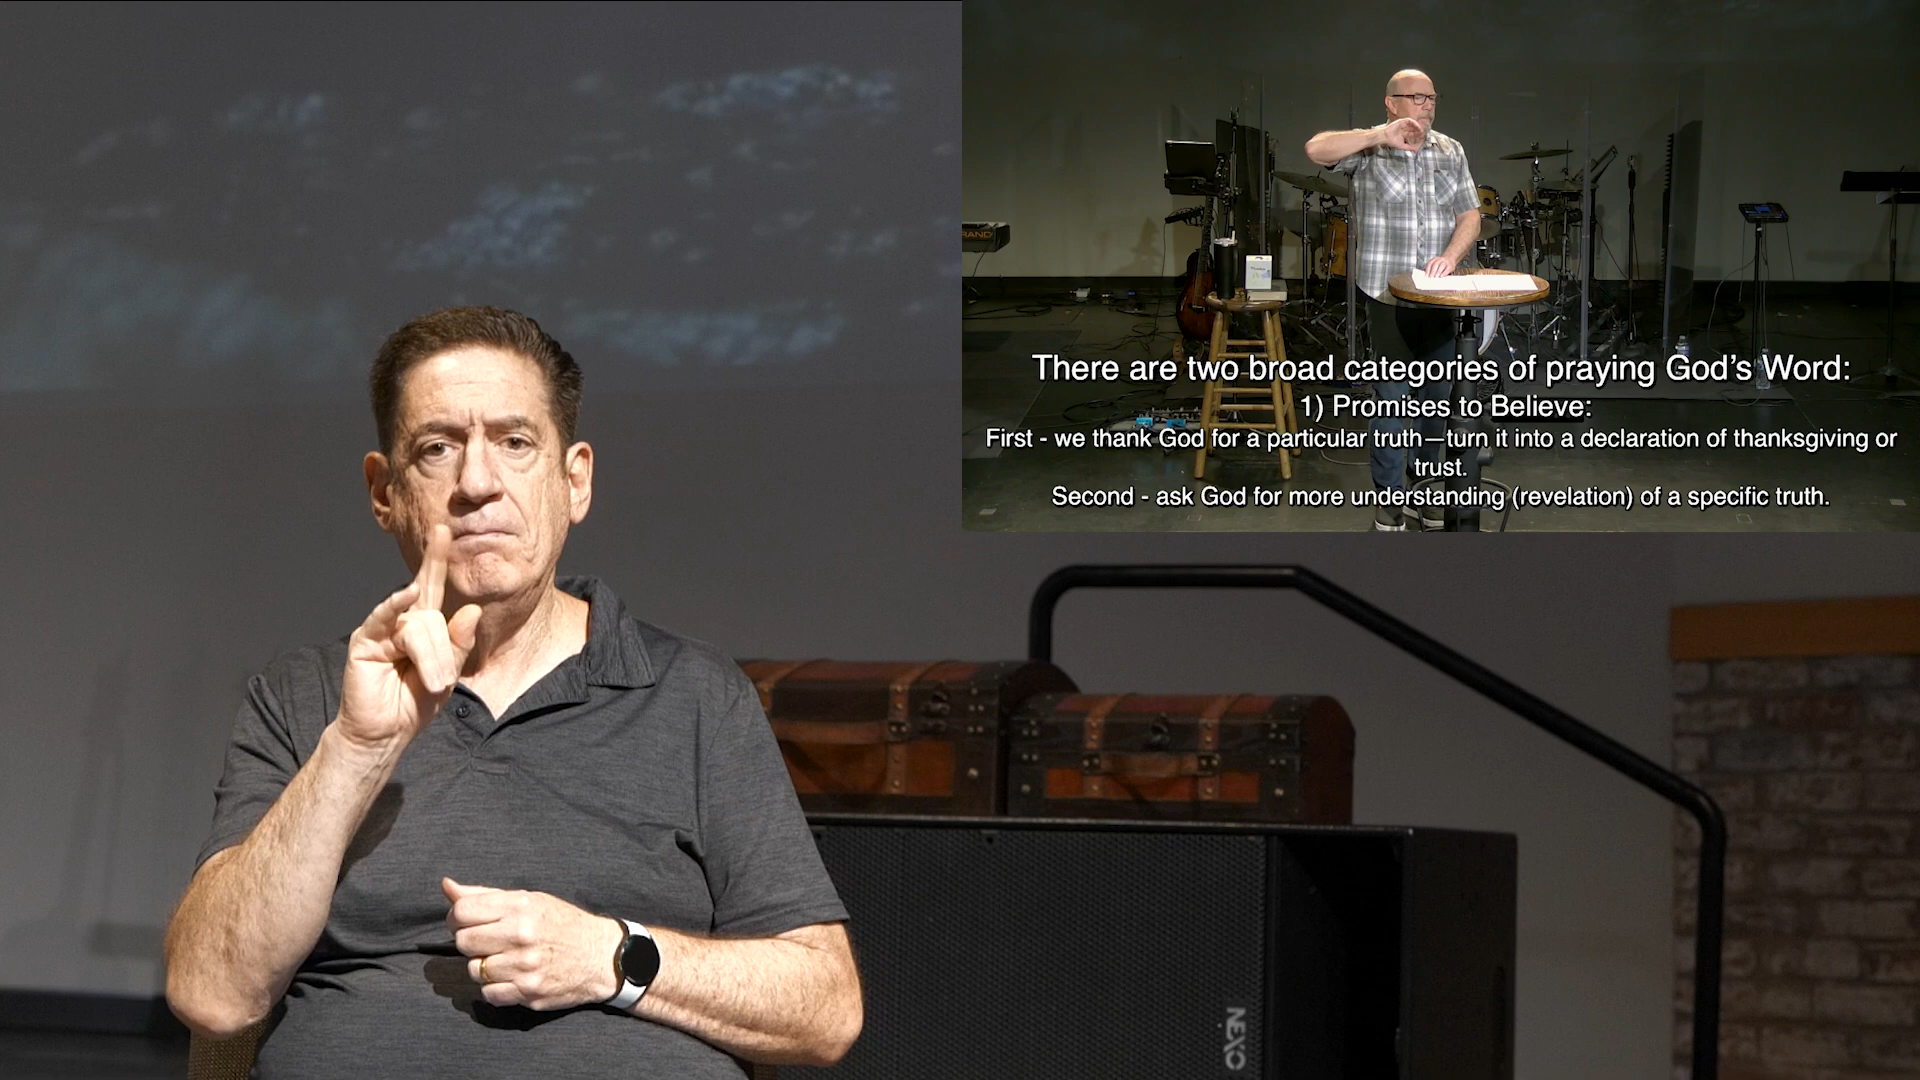 There are two broad categories of praying God's Word:
1) Promises to Believe:
First - we thank God for a particular truth—turn it into a declaration of thanksgiving or
trust.
Second - ask God for more understanding (revelation) of a specific truth.
RAND
NEXO